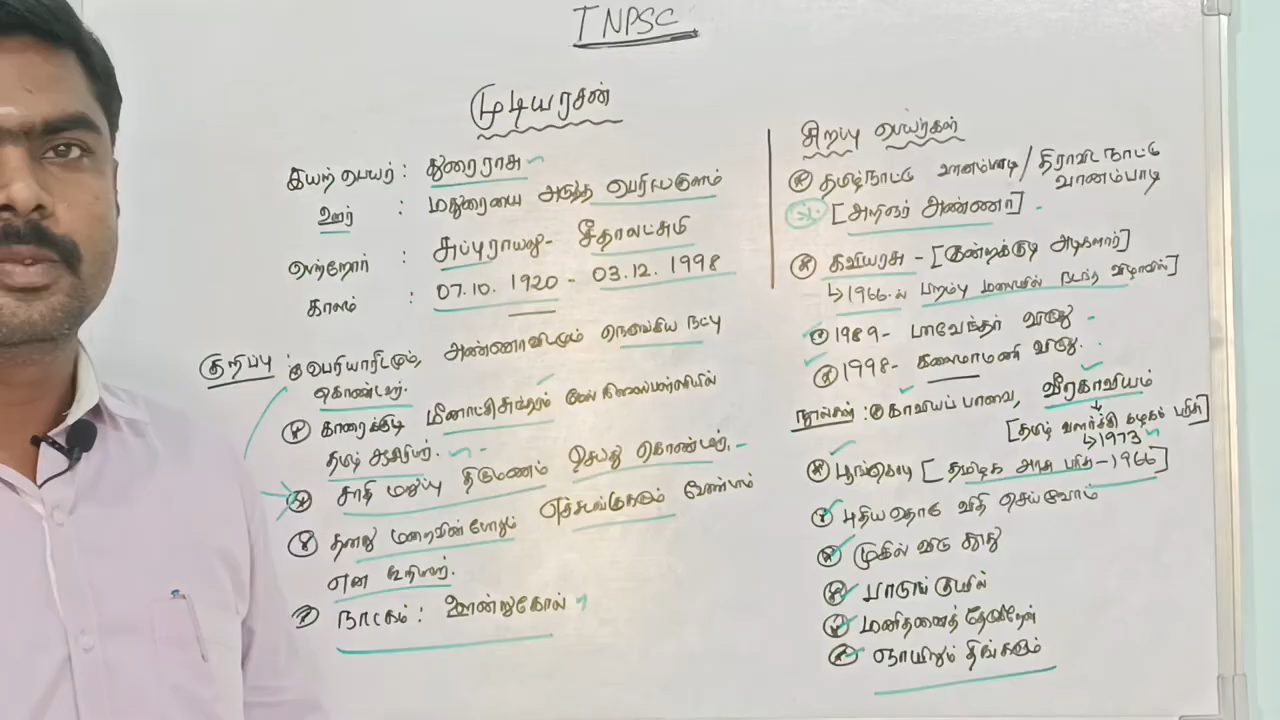 TNPSC
முடியரசன்
இயற்பெயர் : துரைராசு
ஊர் : மதுரையை அடுத்த பெரியகுளம்
பெற்றோர் : சுப்புராயலு - சீதாலட்சுமி
காலம் : 07.10.1920 - 03.12.1998
குறிப்பு : பெரியாரிடமும், அண்ணாவிடமும் நெருங்கிய நட்பு
கொண்டவர்.
காரைக்குடி மீனாட்சிசுந்தரம் மேல்நிலைப்பள்ளியில்
தமிழ் ஆசிரியர்.
சாதி மறுப்பு திருமணம் செய்து கொண்டவர்.
தனது மறைவின் போதும் எச்சடங்குகளும் வேண்டாம்
என கூறியவர்.
நாடகம் : ஊன்றுகோல்
சிறப்பு பெயர்கள்
தமிழ்நாட்டு வானம்பாடி / திராவிட நாட்டு
வானம்பாடி
[அறிஞர் அண்ணா]
கவியரசு - [குன்றக்குடி அடிகளார்]
↳ 1966-ல் பறம்பு மலையில் நடந்த விழாவில்]
1989 - பாவேந்தர் விருது
1998 - கலைமாமணி விருது.
நூல்கள் : காவியப் பாவை, வீரகாவியம்
[தமிழ் வளர்ச்சி கழகம் பரிசு]
↳ 1973
பூங்கொடி [தமிழக அரசு பரிசு - 1966]
புதியதொரு விதி செய்வோம்
முகில் விடு தூது
பாடுங் குயில்
மனிதனைத் தேடுகிறேன்
ஞாயிறும் திங்களும்